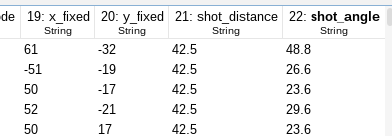 de 19: x_fixed 20: y_fixed 21: shot_distance 22: shot_angle
String String String String
61 -32 42.5 48.8
-51 -19 42.5 26.6
50 -17 42.5 23.6
52 -21 42.5 29.6
50 17 42.5 23.6